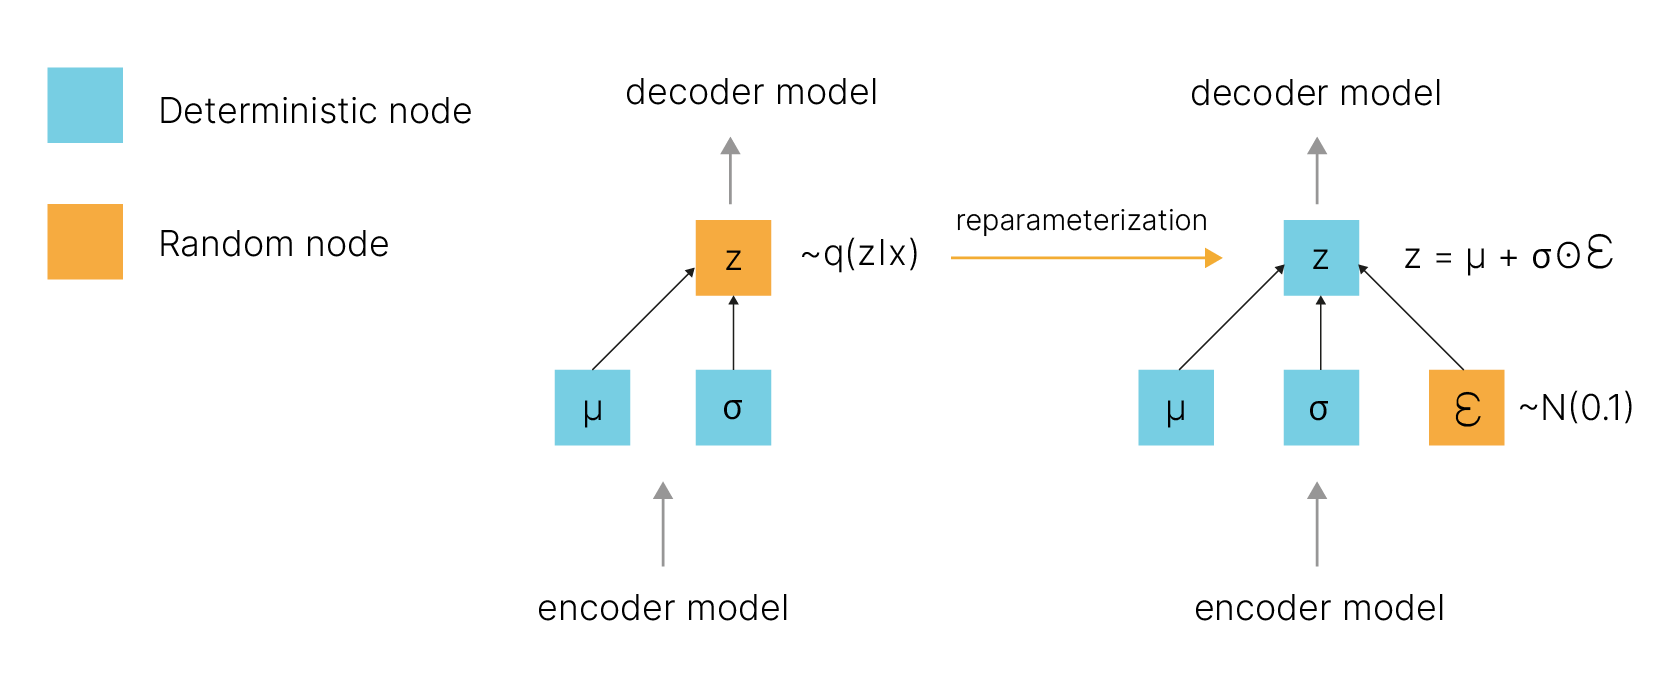 Deterministic node
Random node
decoder model
z
~q(z|x)
μ
σ
encoder model
reparameterization
decoder model
z
z = μ + σ⊙Ɛ
μ
σ
Ɛ
~N(0.1)
encoder model